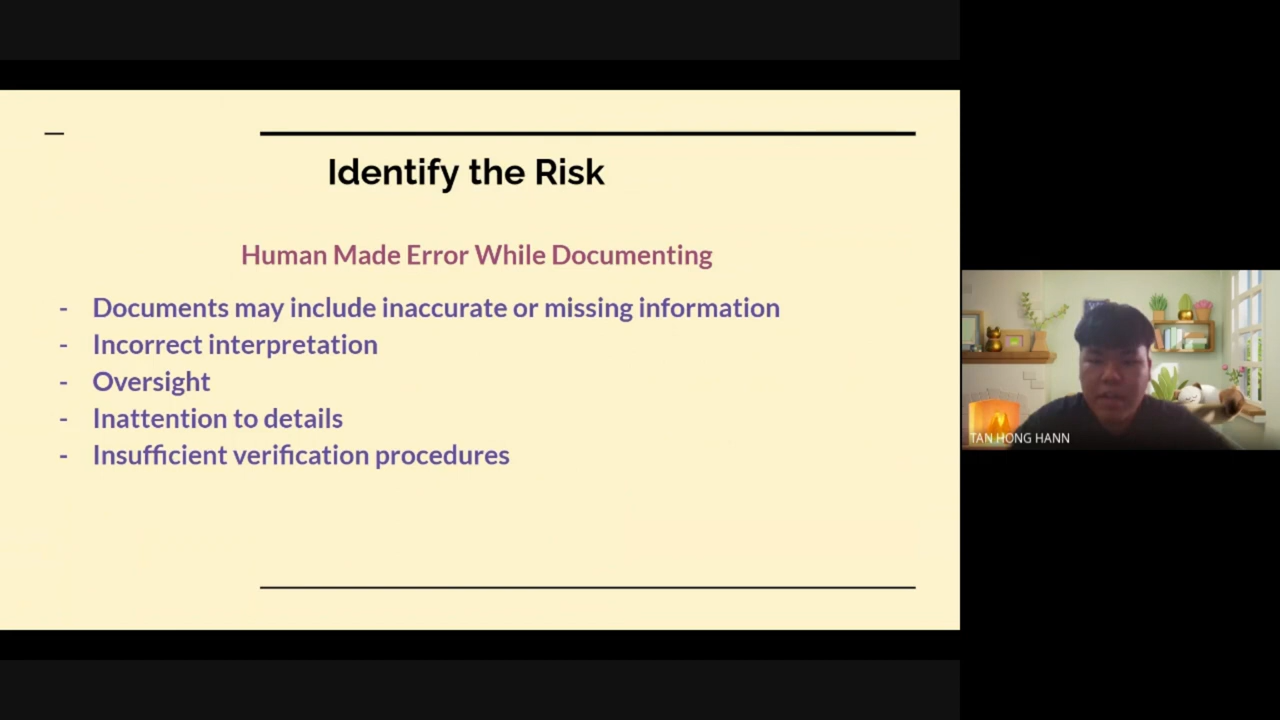 Identify the Risk
Human Made Error While Documenting
- Documents may include inaccurate or missing information
- Incorrect interpretation
- Oversight
- Inattention to details
- Insufficient verification procedures
TAN HONG HANN